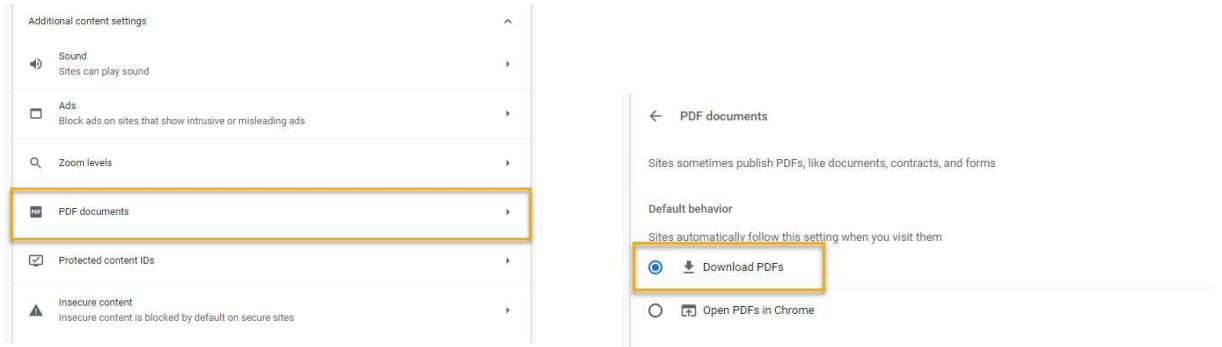 Additional content settings
Sound
Sites can play sound
Ads
Block ads on sites that show intrusive or misleading ads
Zoom levels
PDF
PDF documents
Protected content IDs
Insecure content
Insecure content is blocked by default on secure sites
PDF documents
Sites sometimes publish PDFs, like documents, contracts, and forms
Default behavior
Sites automatically follow this setting when you visit them
Download PDFs
Open PDFs in Chrome